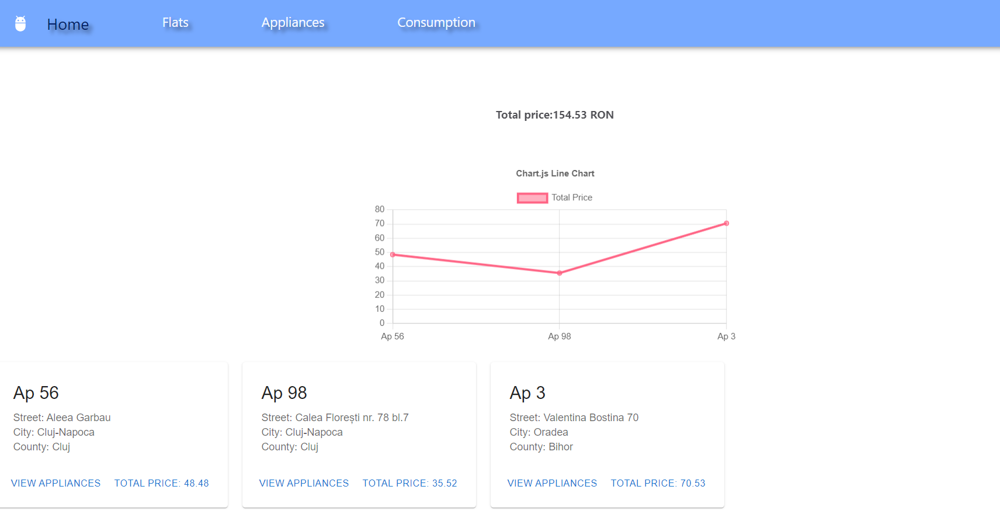 Home Flats Appliances Consumption
Total price:154.53 RON
Chart.js Line Chart
Total Price
80
70
60
50
40
30
20
10
0
Ap 56 Ap 98 Ap 3
Ap 56
Street: Aleea Garbau
City: Cluj-Napoca
County: Cluj
VIEW APPLIANCES TOTAL PRICE: 48.48
Ap 98
Street: Calea Florești nr. 78 bl.7
City: Cluj-Napoca
County: Cluj
VIEW APPLIANCES TOTAL PRICE: 35.52
Ap 3
Street: Valentina Bostina 70
City: Oradea
County: Bihor
VIEW APPLIANCES TOTAL PRICE: 70.53